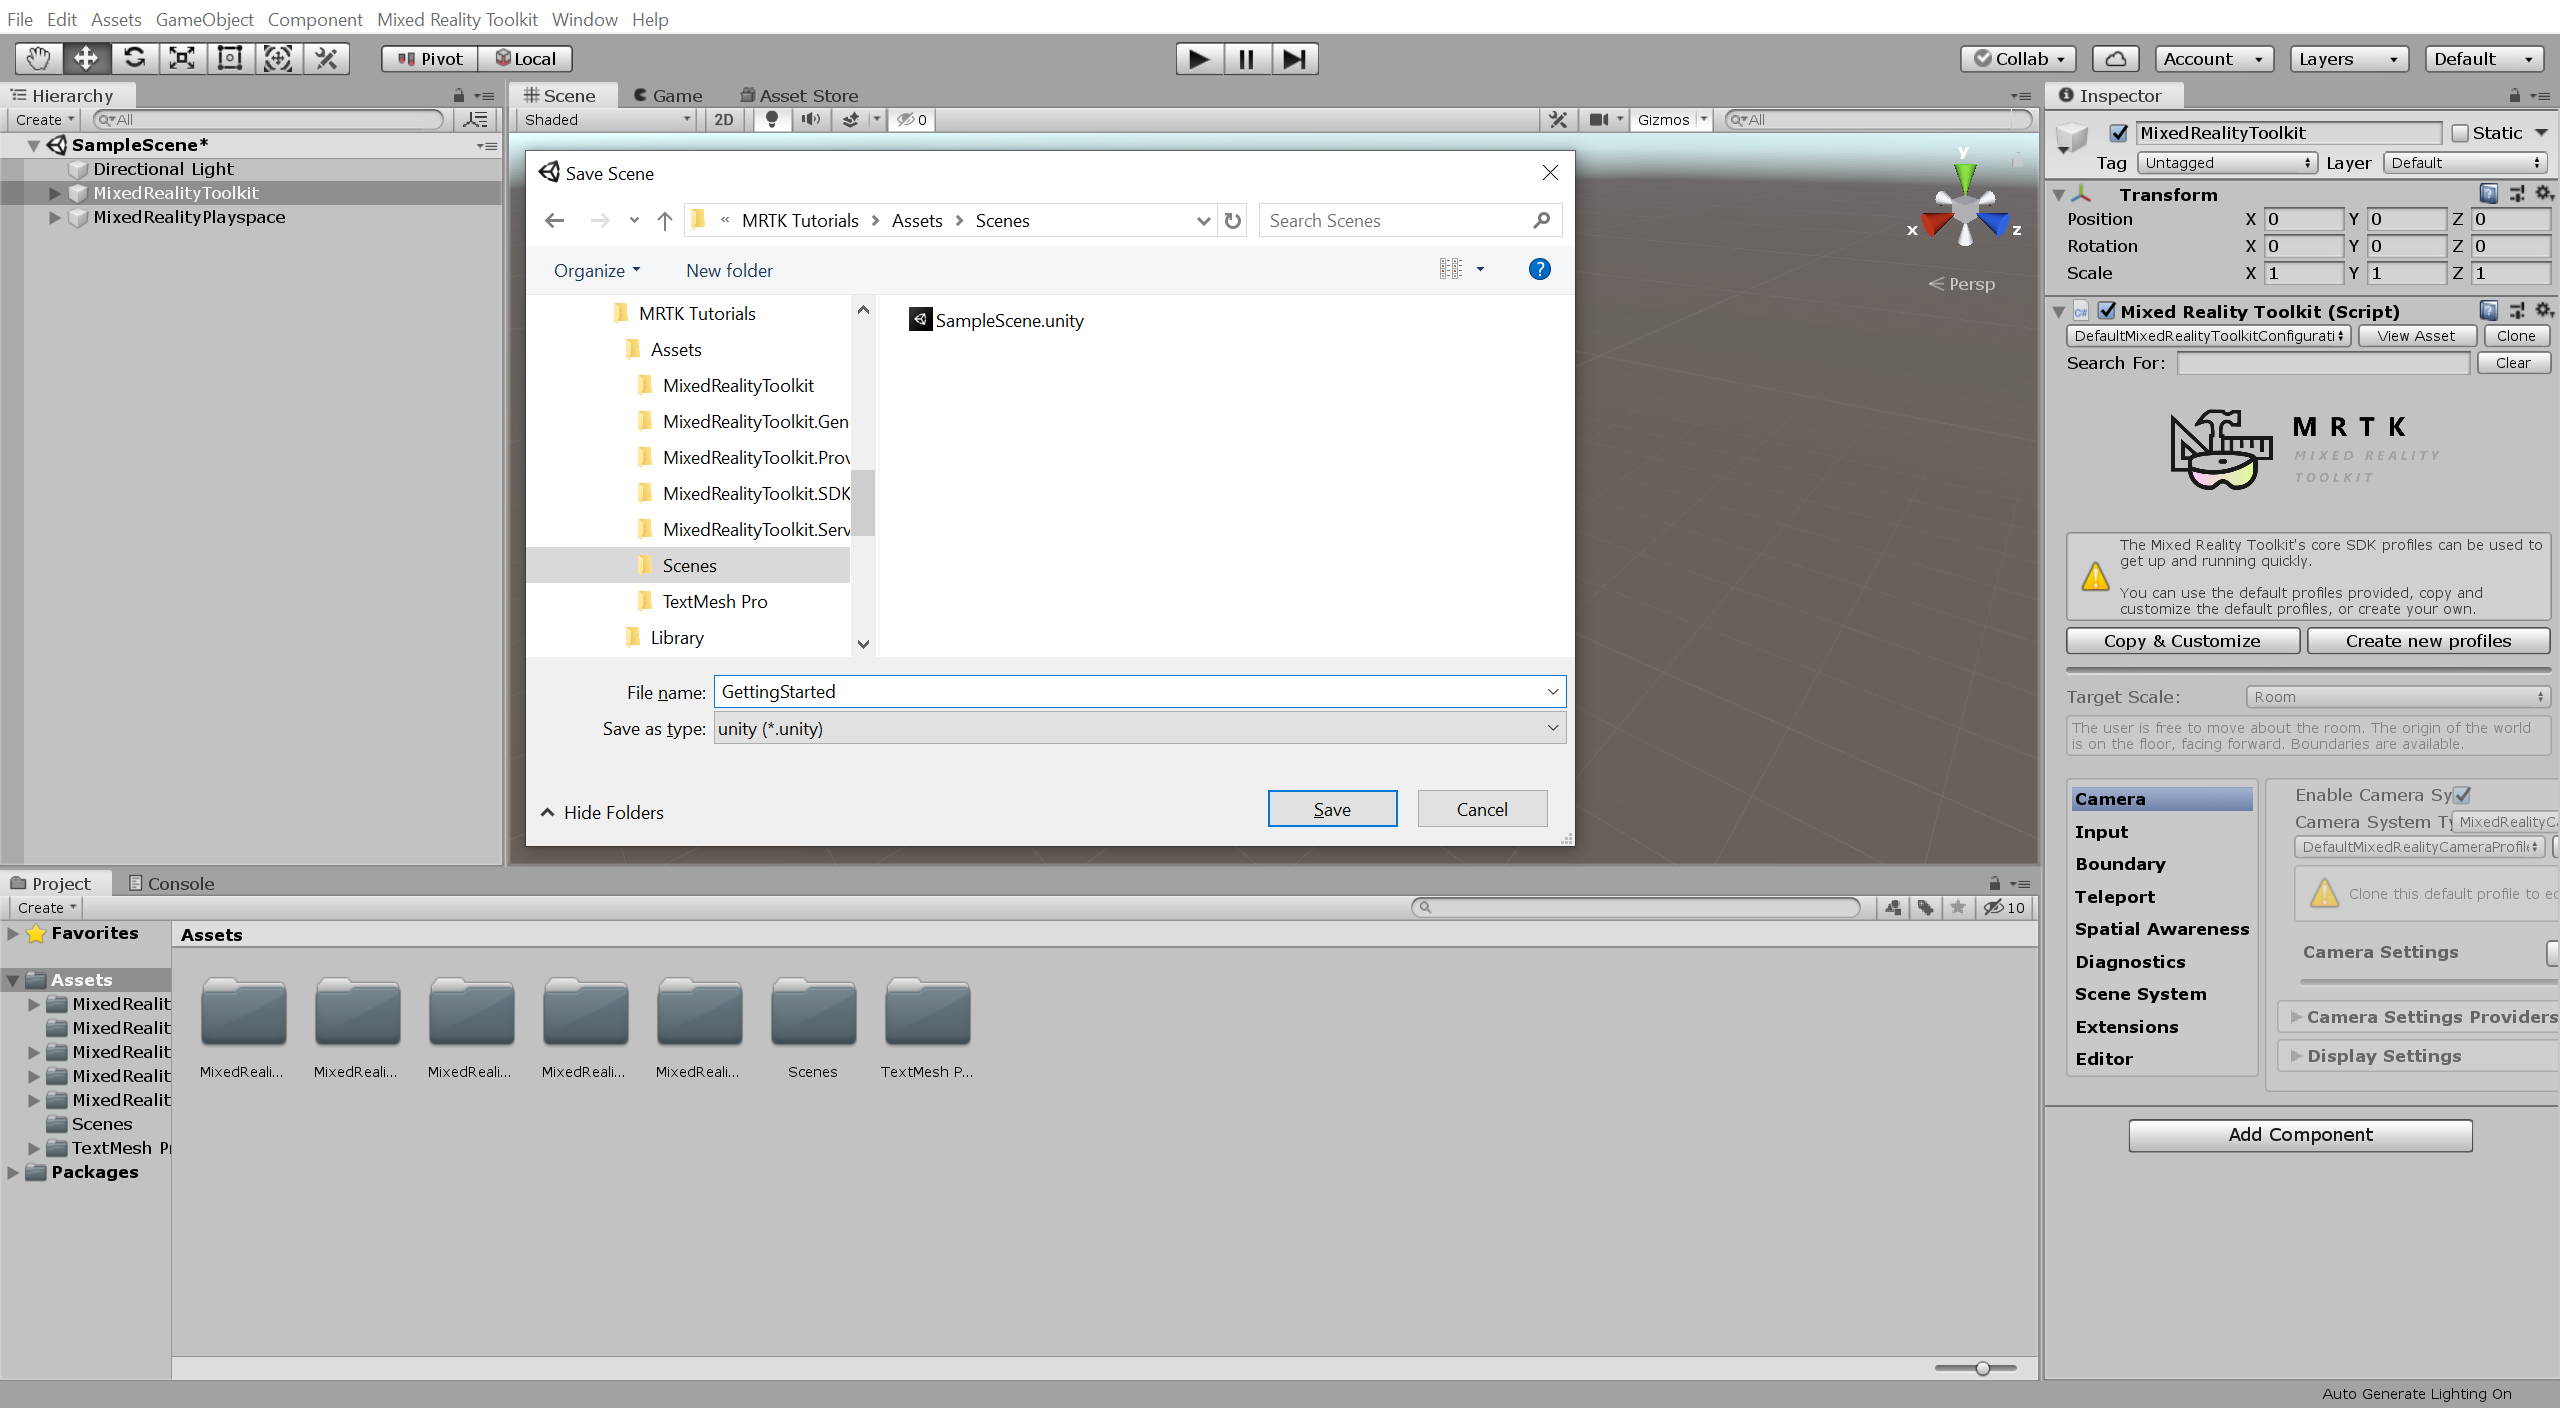 File Edit Assets GameObject Component Mixed Reality Toolkit Window Help
Pivot Local Collab Account Layers Default
Hierarchy
Create All
SampleScene*
Directional Light
MixedRealityToolkit
MixedRealityPlayspace
Scene Game Asset Store
Shaded 2D 0 Gizmos All
y
x z
Persp
Save Scene
« MRTK Tutorials Assets Scenes Search Scenes
Organize New folder ?
MRTK Tutorials
Assets
MixedRealityToolkit
MixedRealityToolkit.Gen
MixedRealityToolkit.Prov
MixedRealityToolkit.SDK
MixedRealityToolkit.Serv
Scenes
TextMesh Pro
Library
SampleScene.unity
File name: GettingStarted
Save as type: unity (*.unity)
Hide Folders Save Cancel
Inspector
MixedRealityToolkit Static
Tag Untagged Layer Default
Transform
Position X 0 Y 0 Z 0
Rotation X 0 Y 0 Z 0
Scale X 1 Y 1 Z 1
C# Mixed Reality Toolkit (Script)
DefaultMixedRealityToolkitConfigurati View Asset Clone
Search For: Clear
MRTK
MIXED REALITY
TOOLKIT
The Mixed Reality Toolkit's core SDK profiles can be used to
get up and running quickly.
You can use the default profiles provided, copy and
customize the default profiles, or create your own.
Copy & Customize Create new profiles
Target Scale: Room
The user is free to move about the room. The origin of the world
is on the floor, facing forward. Boundaries are available.
Camera
Input
Boundary
Teleport
Spatial Awareness
Diagnostics
Scene System
Extensions
Editor
Enable Camera Sy
Camera System Ty MixedRealityCa
DefaultMixedRealityCameraProfile
Clone this default profile to ed
Camera Settings
Camera Settings Providers
Display Settings
Add Component
Project Console
Create 10
Favorites
Assets
MixedRealit
MixedRealit
MixedRealit
MixedRealit
MixedRealit
Scenes
TextMesh Pr
Packages
Assets
MixedReali... MixedReali... MixedReali... MixedReali... MixedReali... Scenes TextMesh P...
Auto Generate Lighting On